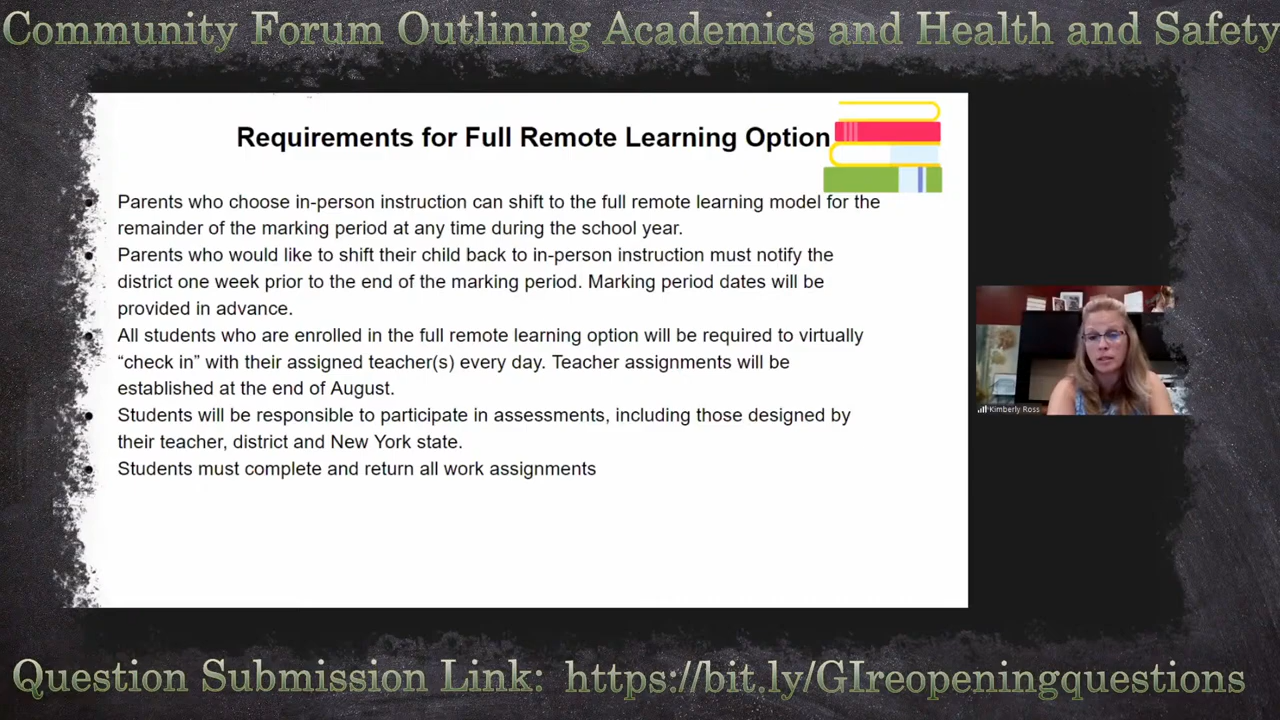 Community Forum Outlining Academics and Health and Safety
Requirements for Full Remote Learning Option
Parents who choose in-person instruction can shift to the full remote learning model for the
remainder of the marking period at any time during the school year.
Parents who would like to shift their child back to in-person instruction must notify the
district one week prior to the end of the marking period. Marking period dates will be
provided in advance.
All students who are enrolled in the full remote learning option will be required to virtually
“check in” with their assigned teacher(s) every day. Teacher assignments will be
established at the end of August.
Students will be responsible to participate in assessments, including those designed by
their teacher, district and New York state.
Students must complete and return all work assignments
Kimberly Ross
Question Submission Link: https://bit.ly/GIreopeningquestions